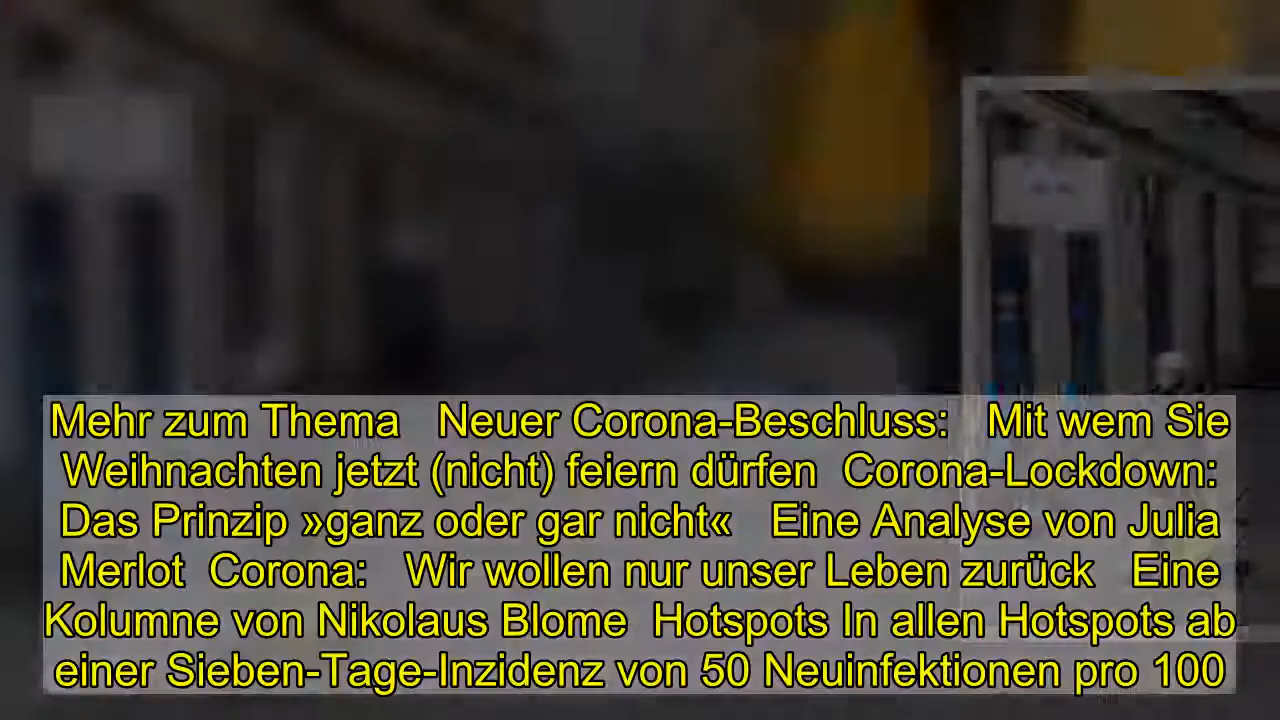 Mehr zum Thema   Neuer Corona-Beschluss:   Mit wem Sie
Weihnachten jetzt (nicht) feiern dürfen  Corona-Lockdown:
Das Prinzip »ganz oder gar nicht«   Eine Analyse von Julia
Merlot  Corona:   Wir wollen nur unser Leben zurück   Eine
Kolumne von Nikolaus Blome  Hotspots In allen Hotspots ab
einer Sieben-Tage-Inzidenz von 50 Neuinfektionen pro 100